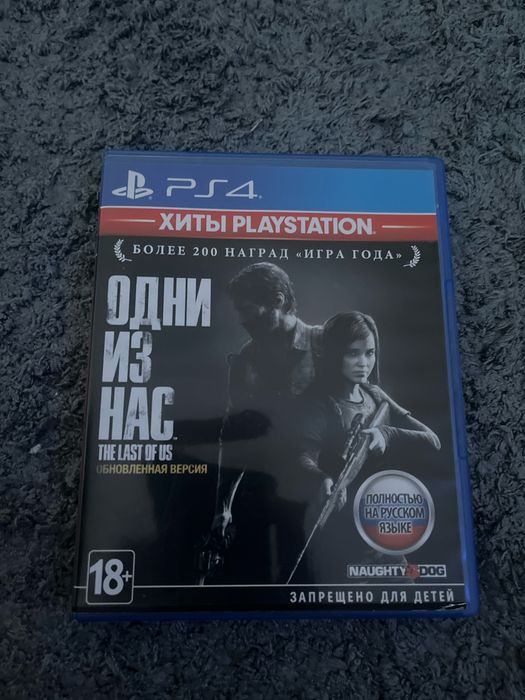 PS4
ХИТЫ PLAYSTATION
БОЛЕЕ 200 НАГРАД «ИГРА ГОДА»
ОДНИ
ИЗ
НАС
THE LAST OF US
ОБНОВЛЕННАЯ ВЕРСИЯ
ПОЛНОСТЬЮ
НА РУССКОМ
ЯЗЫКЕ
NAUGHTY DOG
18+
ЗАПРЕЩЕНО ДЛЯ ДЕТЕЙ